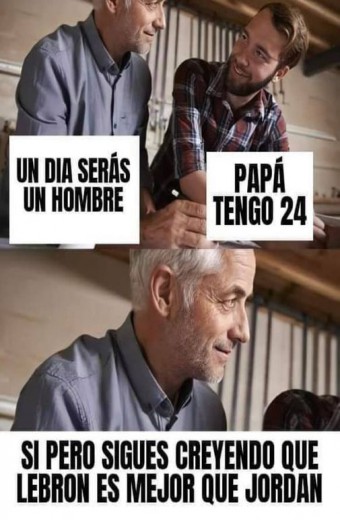 UN DIA SERÁS
UN HOMBRE
PAPÁ
TENGO 24
SI PERO SIGUES CREYENDO QUE
LEBRON ES MEJOR QUE JORDAN